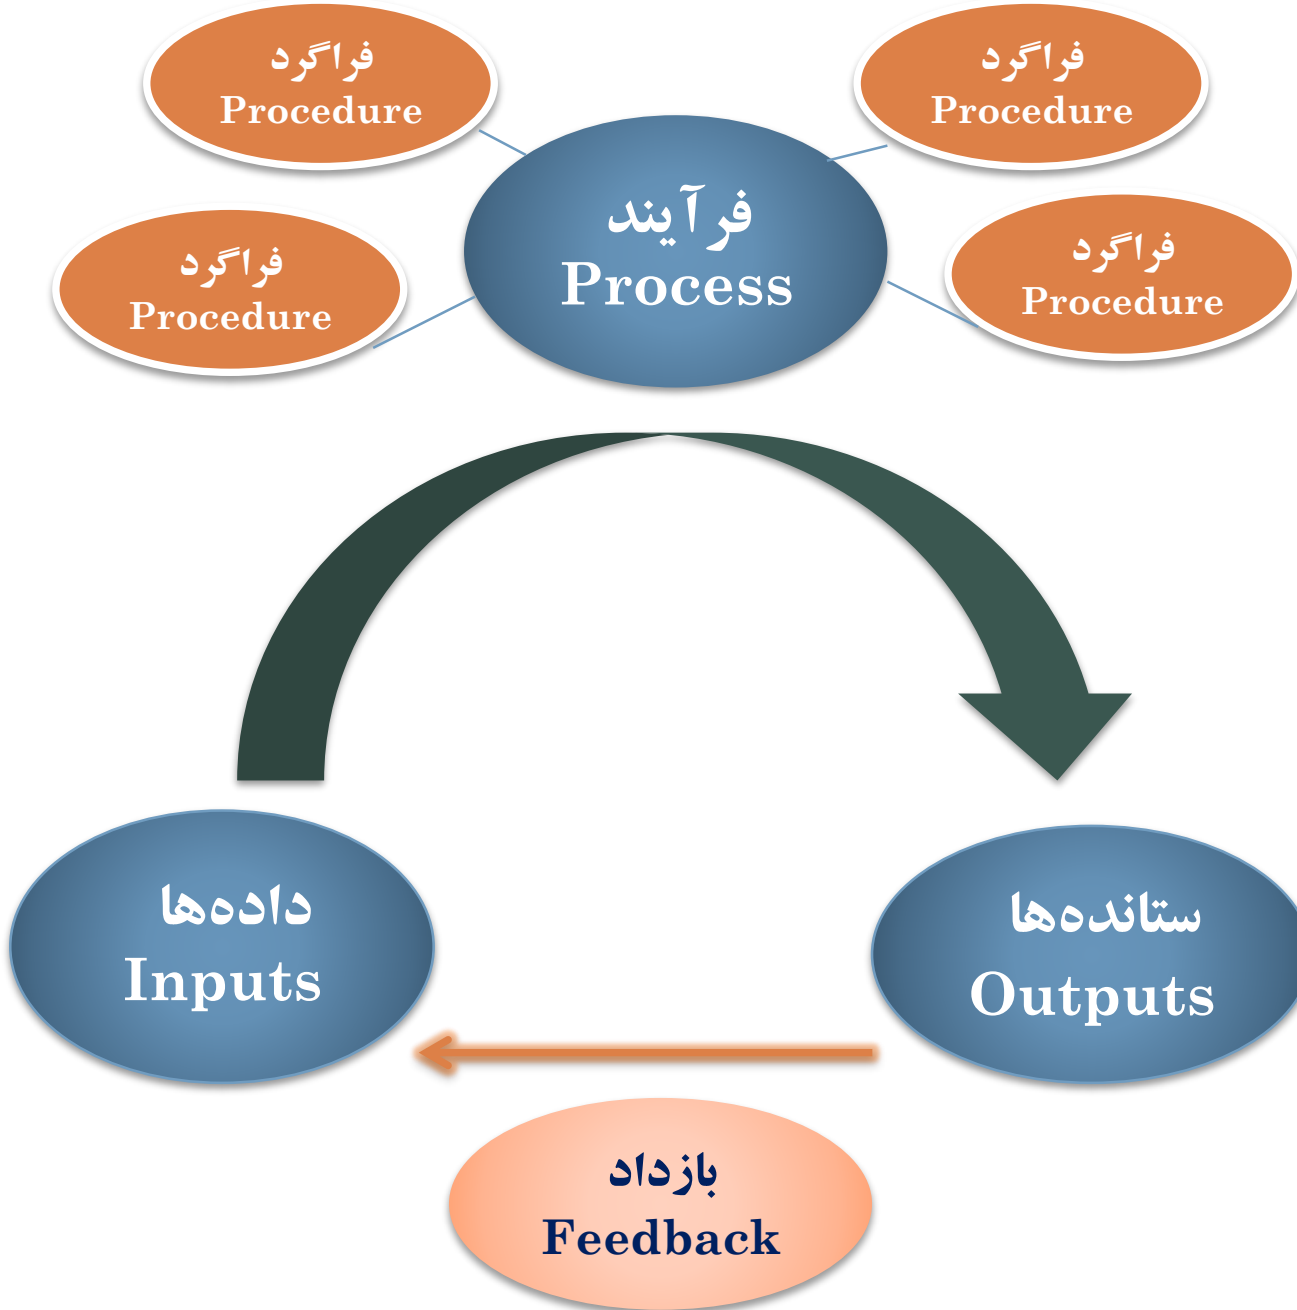 فراگرد
Procedure
فراگرد
Procedure
فرآیند
Process
فراگرد
Procedure
فراگرد
Procedure
داده‌ها
Inputs
ستانده‌ها
Outputs
بازداد
Feedback